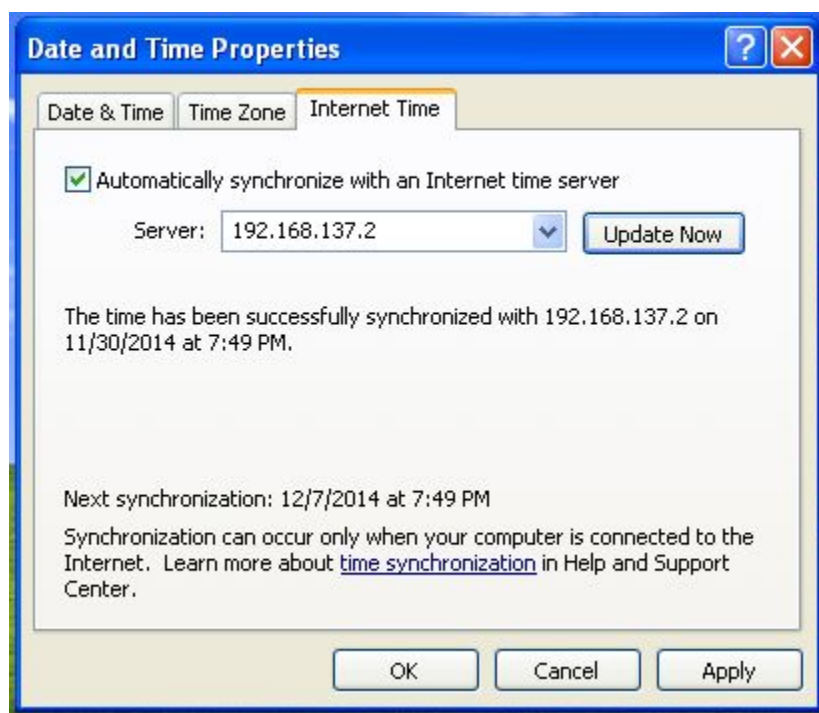 Date and Time Properties
Date & Time
Time Zone
Internet Time
Automatically synchronize with an Internet time server
Server:
192.168.137.2
Update Now
The time has been successfully synchronized with 192.168.137.2 on
11/30/2014 at 7:49 PM.
Next synchronization: 12/7/2014 at 7:49 PM
Synchronization can occur only when your computer is connected to the
Internet.  Learn more about time synchronization in Help and Support
Center.
OK
Cancel
Apply